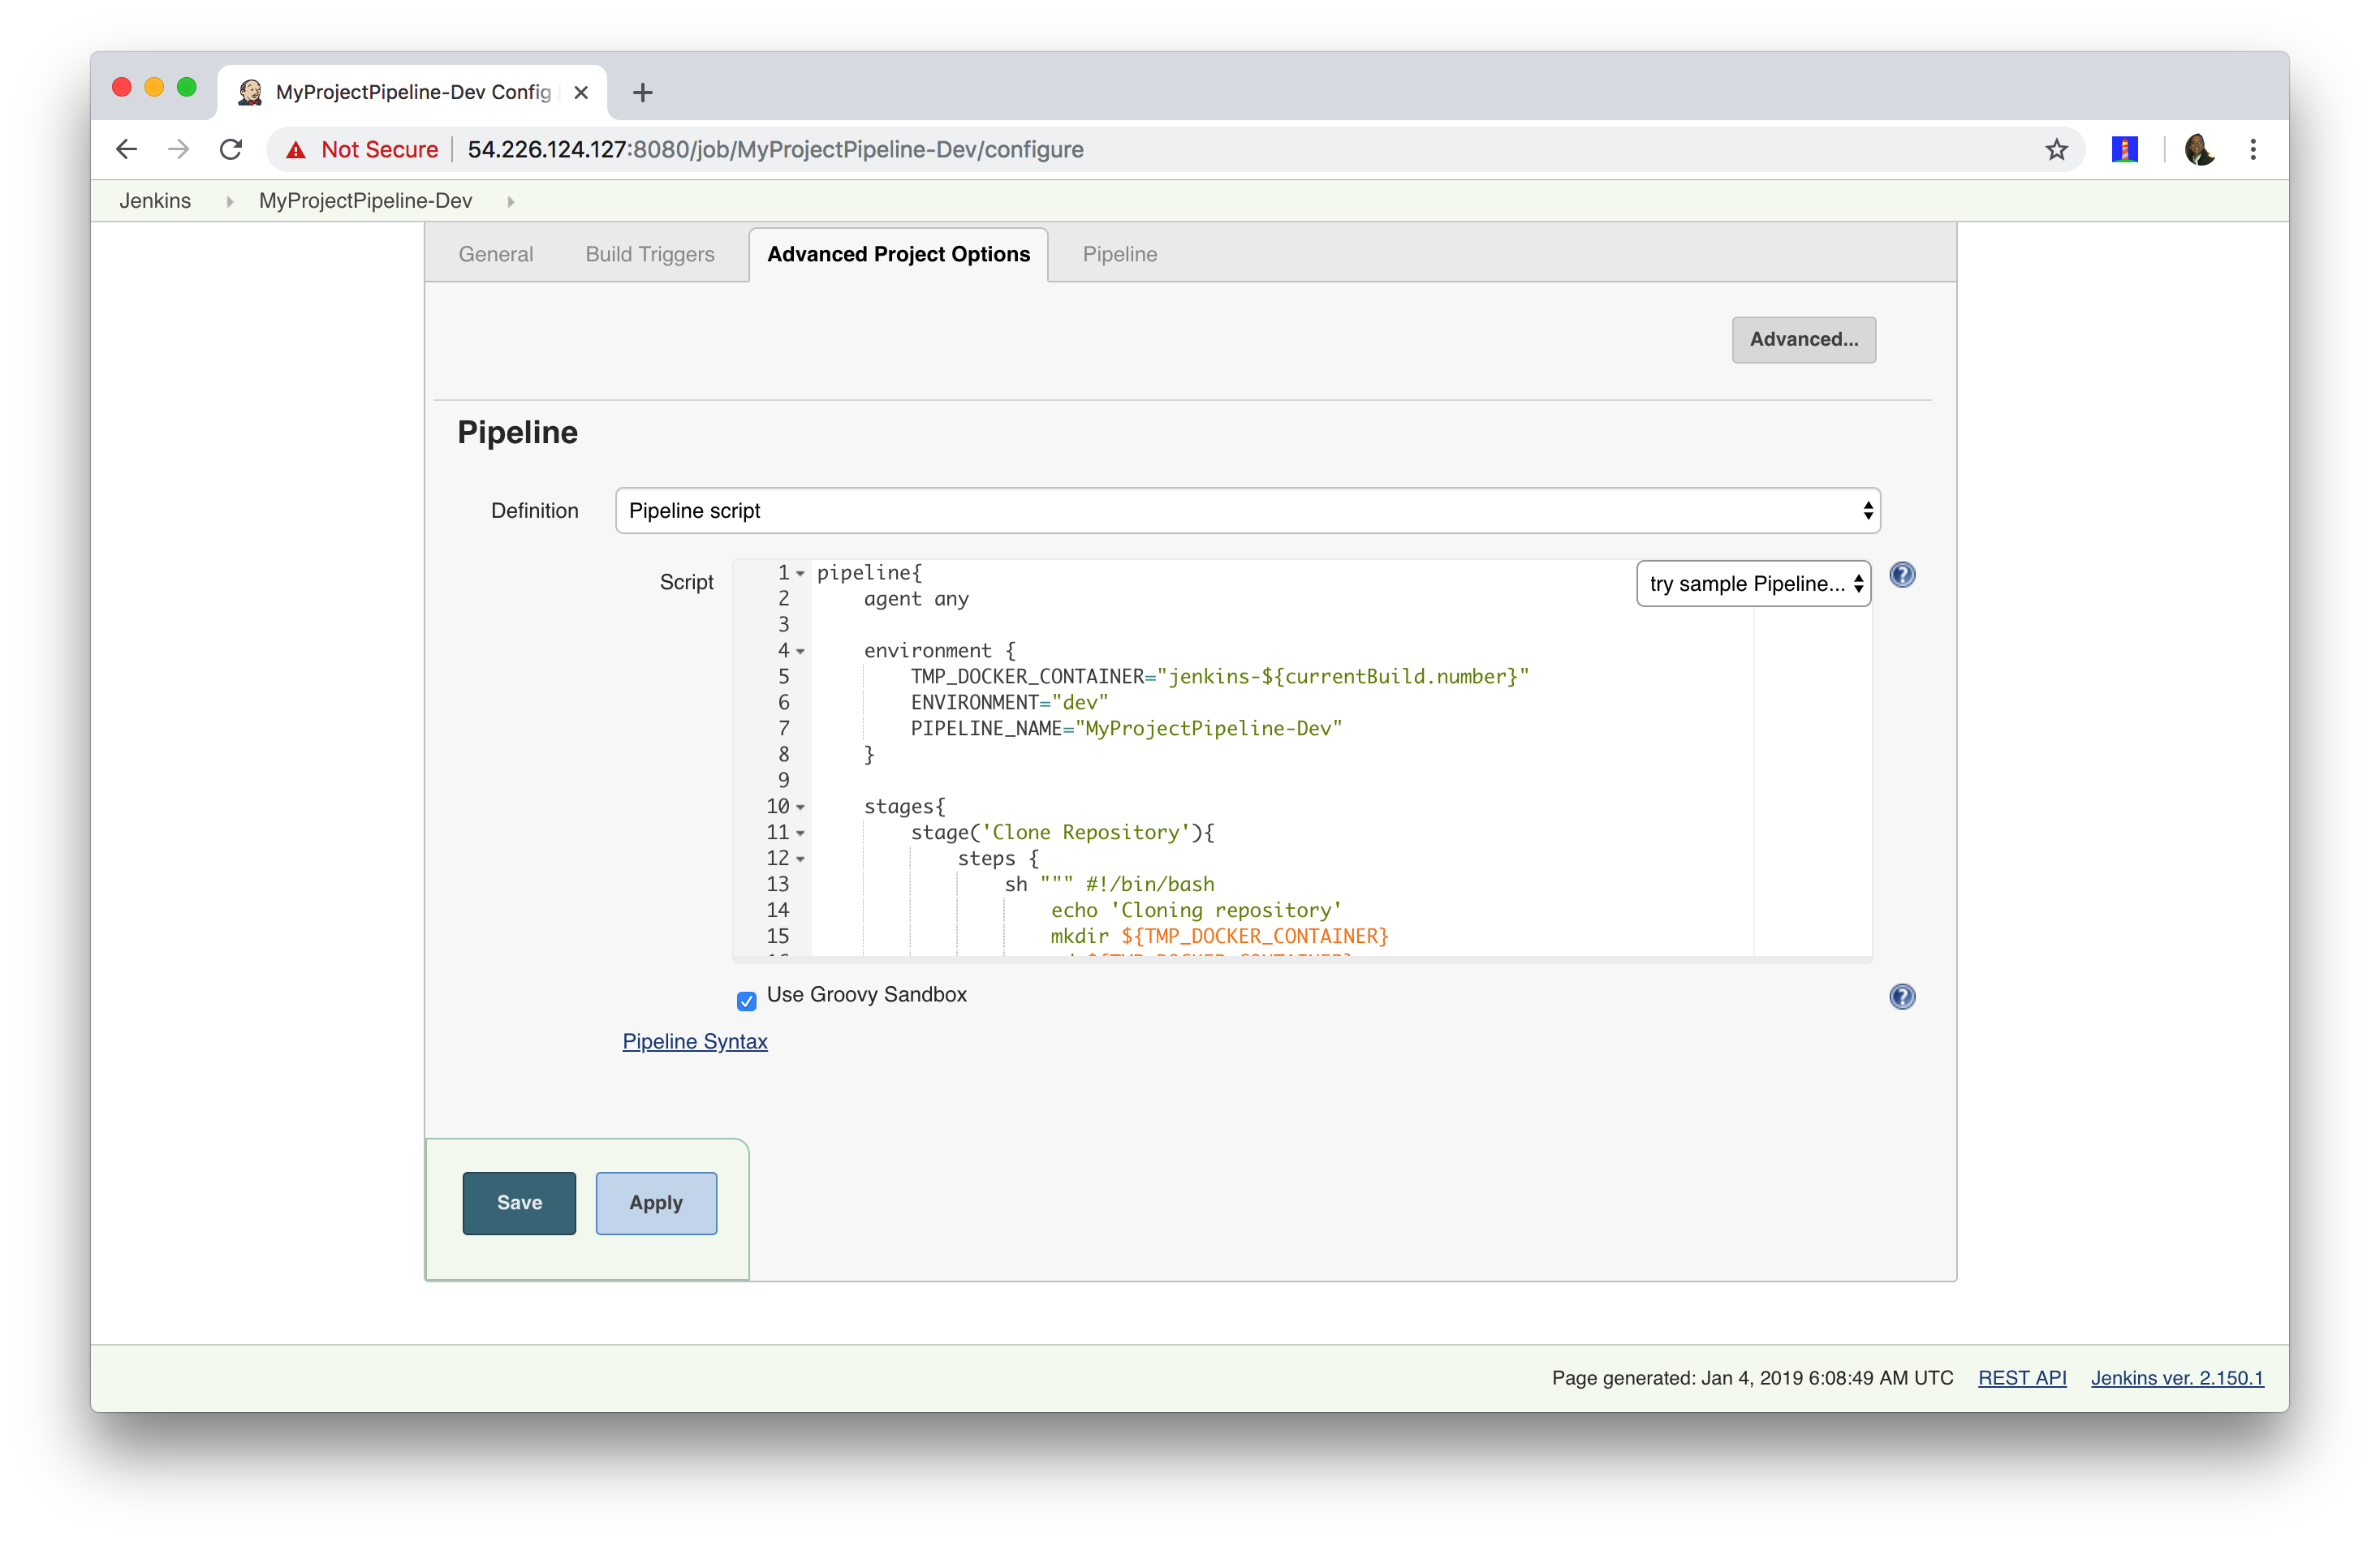 MyProjectPipeline-Dev Config
Not Secure 54.226.124.127:8080/job/MyProjectPipeline-Dev/configure
Jenkins MyProjectPipeline-Dev
General Build Triggers Advanced Project Options Pipeline
Advanced...
Pipeline
Definition Pipeline script
Script
try sample Pipeline...
1 pipeline{
2 agent any
3
4 environment {
5 TMP_DOCKER_CONTAINER="jenkins-${currentBuild.number}"
6 ENVIRONMENT="dev"
7 PIPELINE_NAME="MyProjectPipeline-Dev"
8 }
9
10 stages{
11 stage('Clone Repository'){
12 steps {
13 sh """ #!/bin/bash
14 echo 'Cloning repository'
15 mkdir ${TMP_DOCKER_CONTAINER}
Use Groovy Sandbox
Pipeline Syntax
Save Apply
Page generated: Jan 4, 2019 6:08:49 AM UTC REST API Jenkins ver. 2.150.1